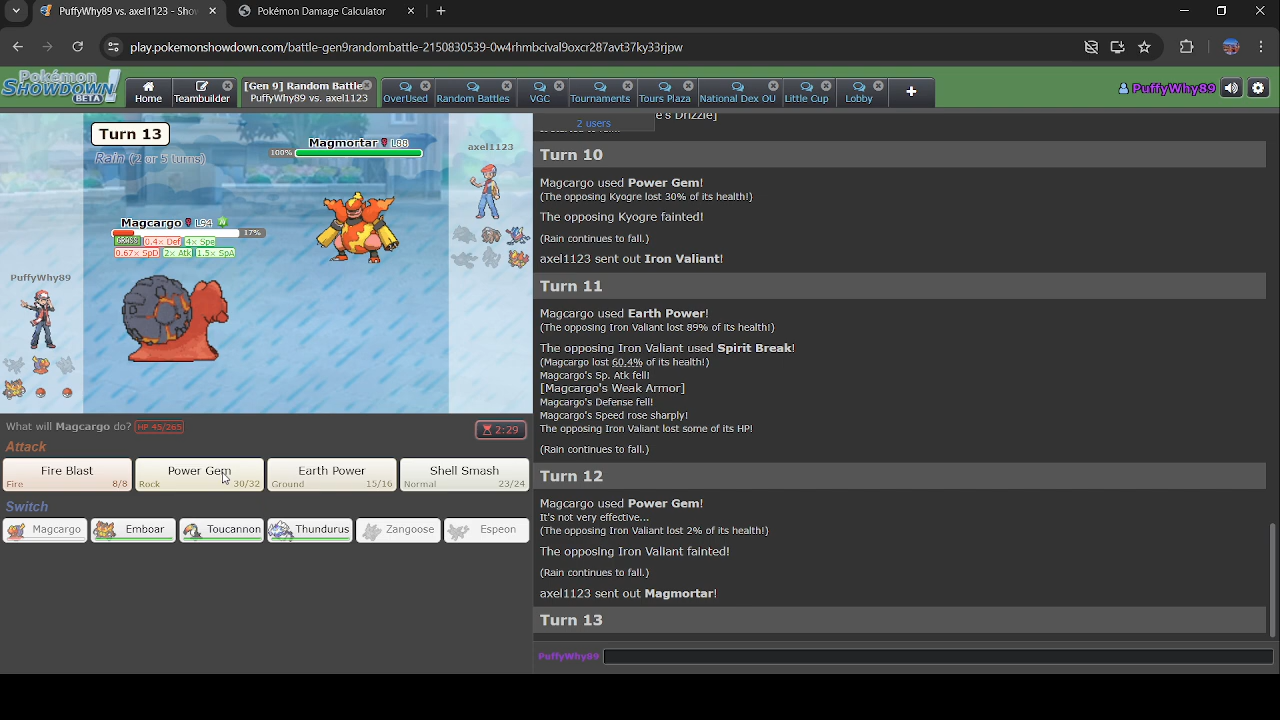 PuffyWhy89 vs. axel1123 - Sho
Pokémon Damage Calculator
play.pokemonshowdown.com/battle-gen9randombattle-2150830539-0w4rhmbcival9oxcr287avt37ky33rjpw
Pokémon
SHOWDOWN
BETA
Home
Teambuilder
[Gen 9] Random Battle
PuffyWhy89 vs. axel1123
OverUsed
Random Battles
VGC
Tournaments
Tours Plaza
National Dex OU
Little Cup
Lobby
PuffyWhy89
Turn 13
Rain (2 or 5 turns)
Magmortar L88
100%
axel1123
Magcargo L94
17%
GRASS 0.4× Def 4× Spe
0.67× SpD 2× Atk 1.5× SpA
PuffyWhy89
What will Magcargo do? HP 45/265
2:29
Attack
Fire Blast
Fire 8/8
Power Gem
Rock 30/32
Earth Power
Ground 15/16
Shell Smash
Normal 23/24
Switch
Magcargo
Emboar
Toucannon
Thundurus
Zangoose
Espeon
2 users
e's Drizzle]
Turn 10
Magcargo used Power Gem!
(The opposing Kyogre lost 30% of its health!)
The opposing Kyogre fainted!
(Rain continues to fall.)
axel1123 sent out Iron Valiant!
Turn 11
Magcargo used Earth Power!
(The opposing Iron Valiant lost 89% of its health!)
The opposing Iron Valiant used Spirit Break!
(Magcargo lost 60.4% of its health!)
Magcargo's Sp. Atk fell!
[Magcargo's Weak Armor]
Magcargo's Defense fell!
Magcargo's Speed rose sharply!
The opposing Iron Valiant lost some of its HP!
(Rain continues to fall.)
Turn 12
Magcargo used Power Gem!
It's not very effective...
(The opposing Iron Valiant lost 2% of its health!)
The opposing Iron Valiant fainted!
(Rain continues to fall.)
axel1123 sent out Magmortar!
Turn 13
PuffyWhy89